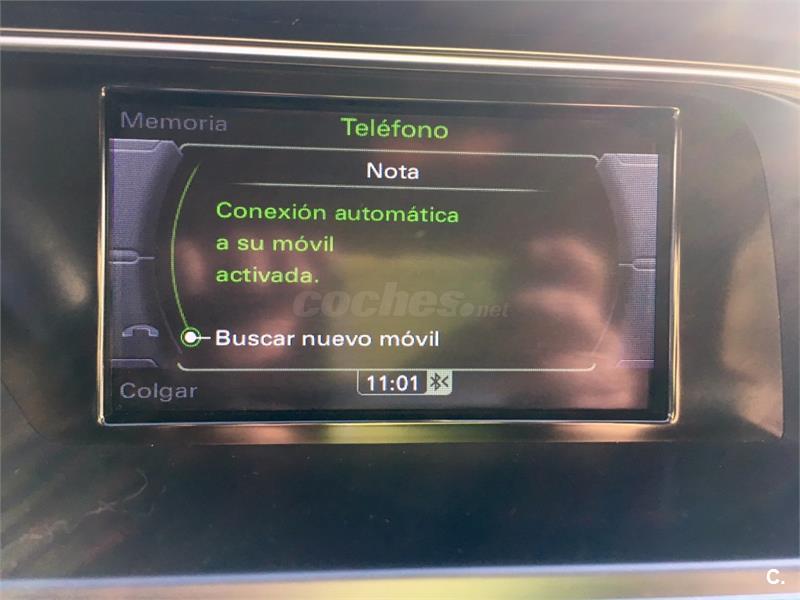 Memoria
Teléfono
Nota
Conexión automática
a su móvil
activada.
coches.net
Buscar nuevo móvil
11:01
Colgar
C.